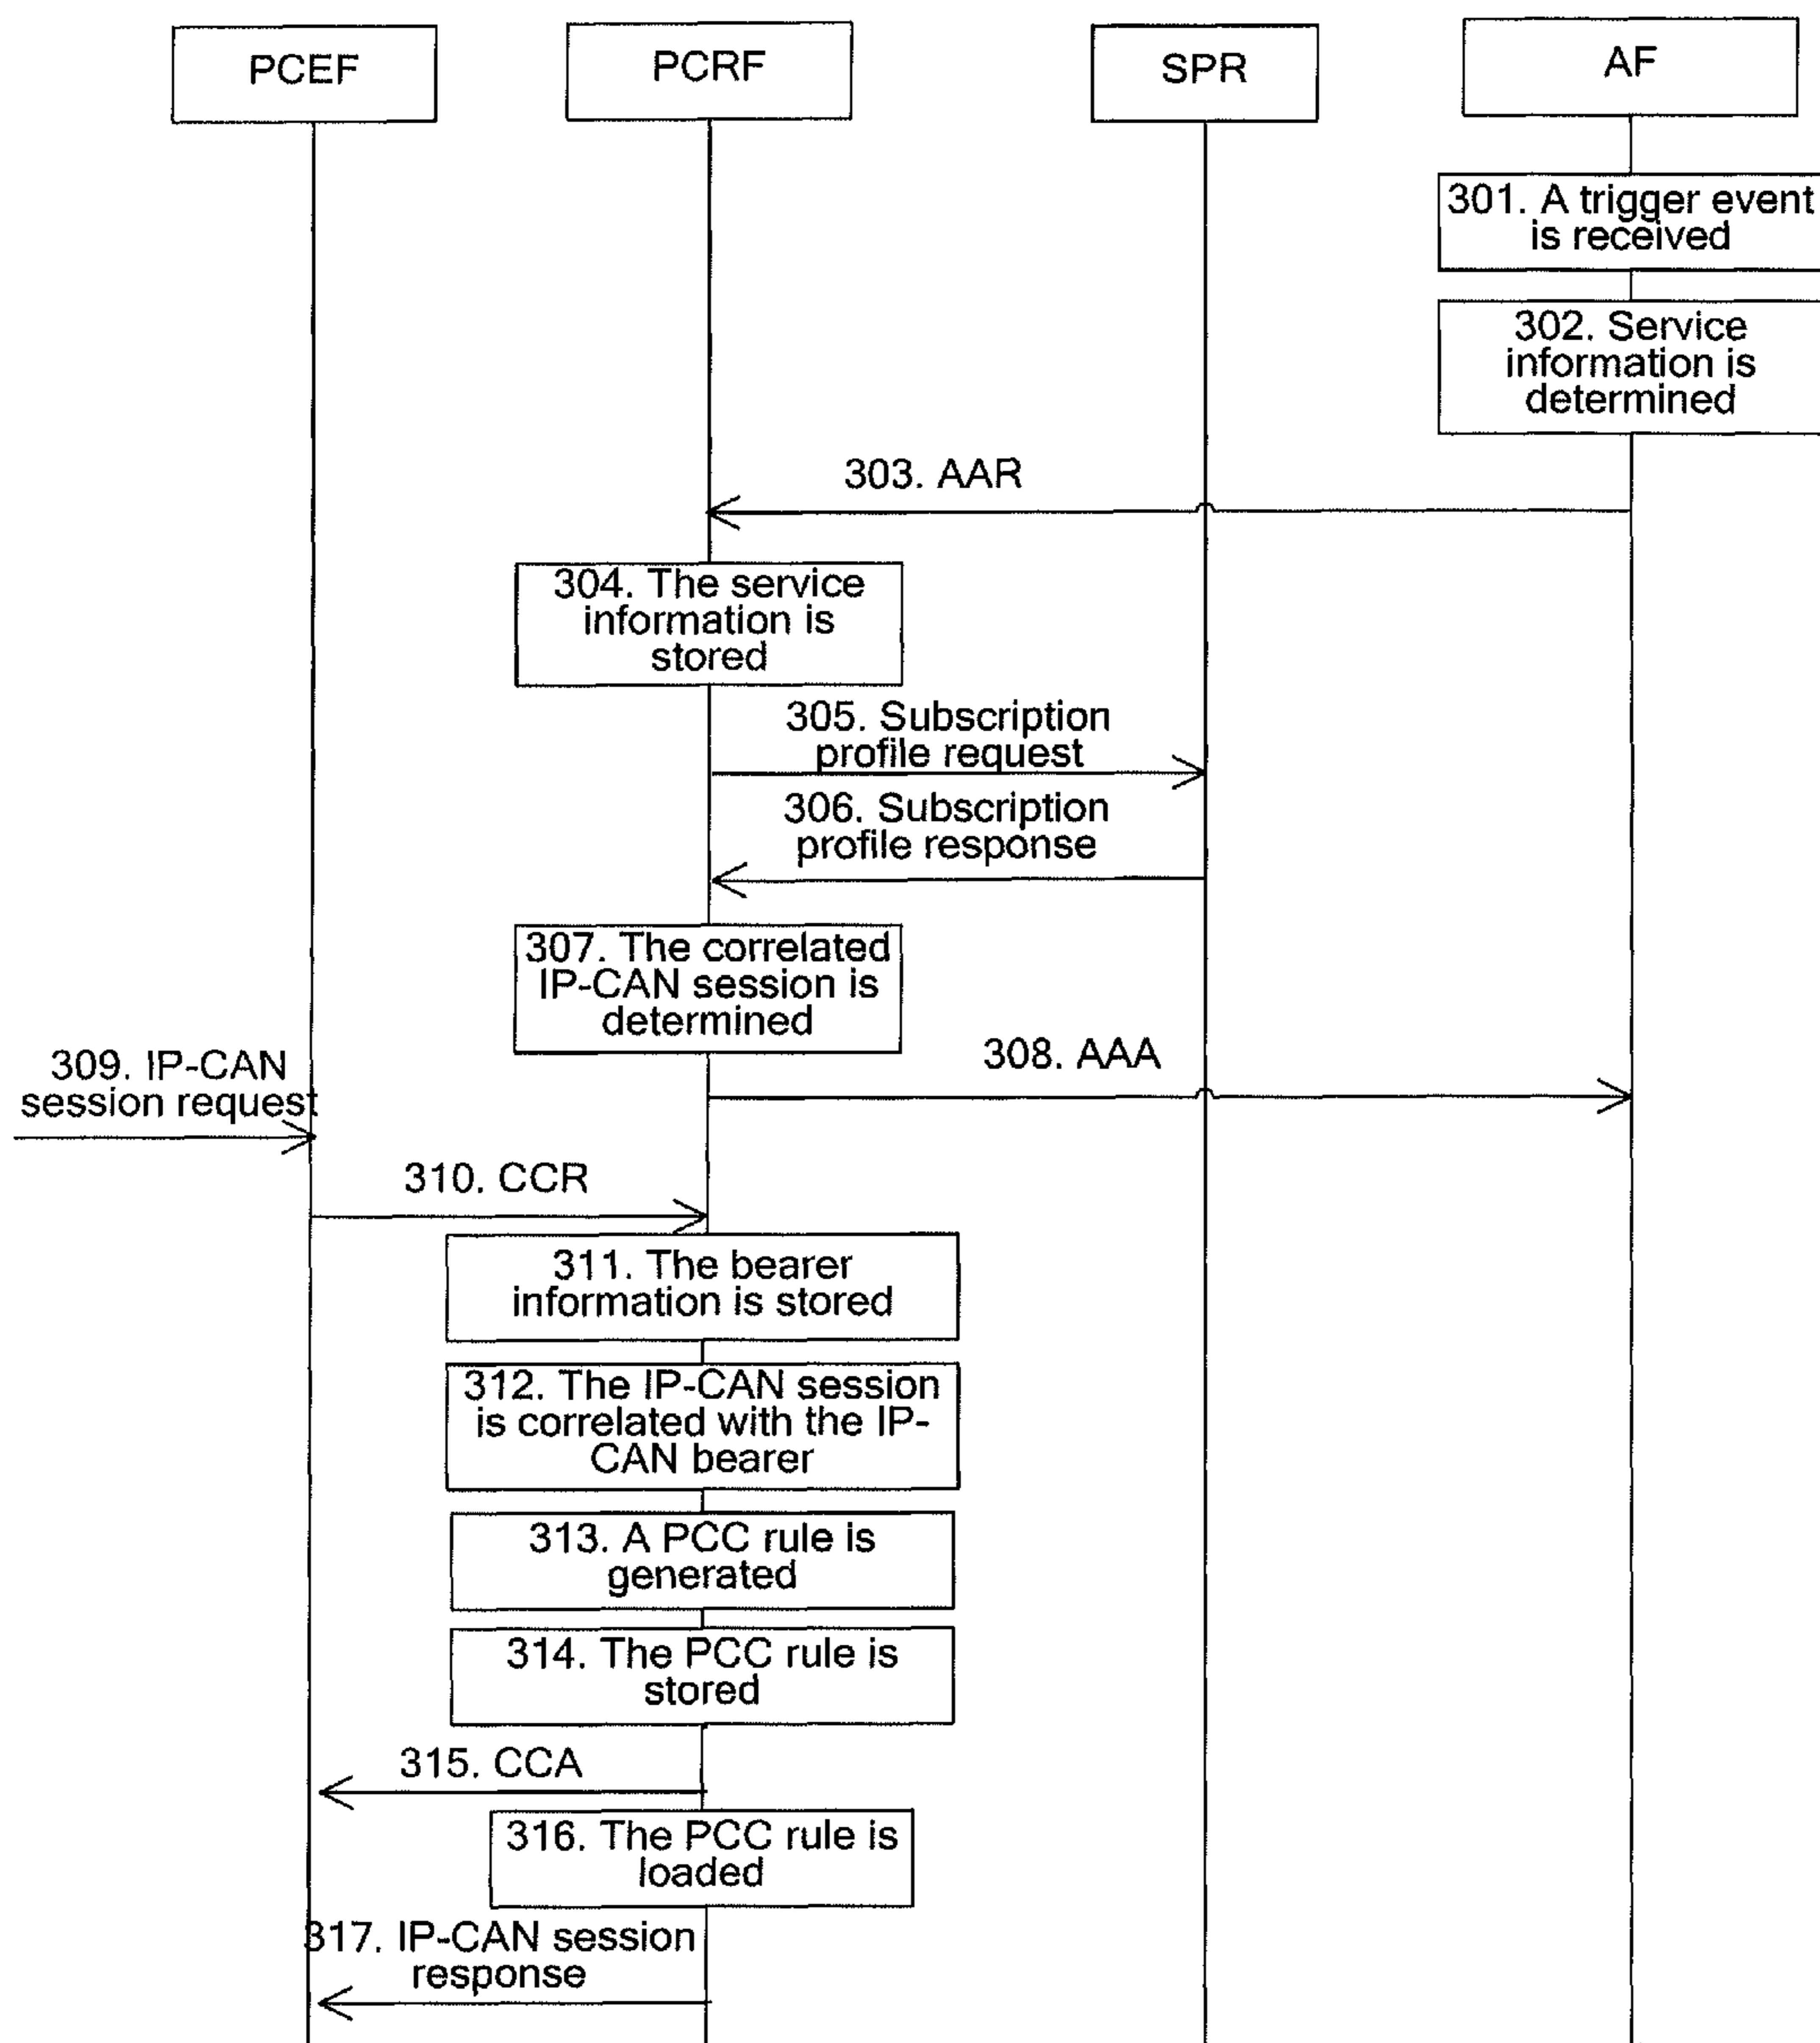 PCEF
PCRF
SPR
AF
301. A trigger event
is received
302. Service
information is
determined
303. AAR
304. The service
information is
stored
305. Subscription
profile request
306. Subscription
profile response
307. The correlated
IP-CAN session is
determined
308. AAA
309. IP-CAN
session request
310. CCR
311. The bearer
information is stored
312. The IP-CAN session
is correlated with the IP-
CAN bearer
313. A PCC rule is
generated
314. The PCC rule is
stored
315. CCA
316. The PCC rule is
loaded
317. IP-CAN session
response